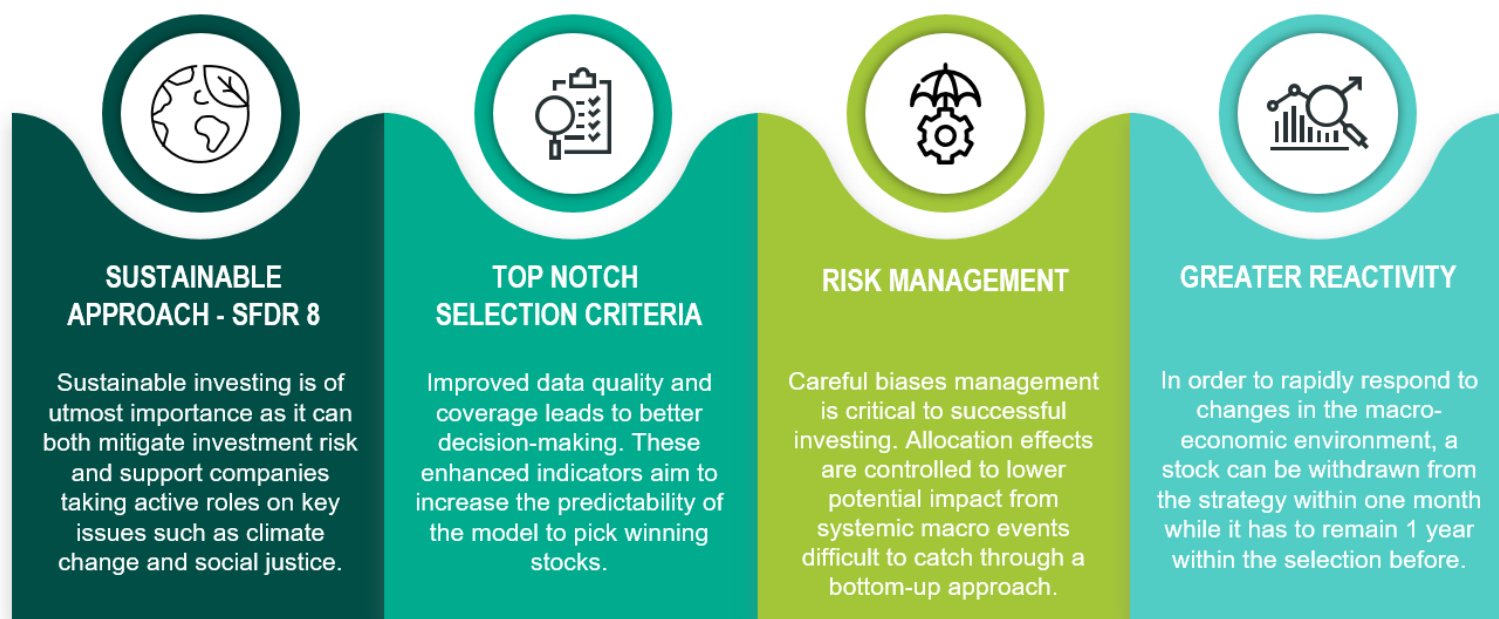 SUSTAINABLE
APPROACH - SFDR 8
Sustainable investing is of
utmost importance as it can
both mitigate investment risk
and support companies
taking active roles on key
issues such as climate
change and social justice.
TOP NOTCH
SELECTION CRITERIA
Improved data quality and
coverage leads to better
decision-making. These
enhanced indicators aim to
increase the predictability of
the model to pick winning
stocks.
RISK MANAGEMENT
Careful biases management
is critical to successful
investing. Allocation effects
are controlled to lower
potential impact from
systemic macro events
difficult to catch through a
bottom-up approach.
GREATER REACTIVITY
In order to rapidly respond to
changes in the macro-
economic environment, a
stock can be withdrawn from
the strategy within one month
while it has to remain 1 year
within the selection before.